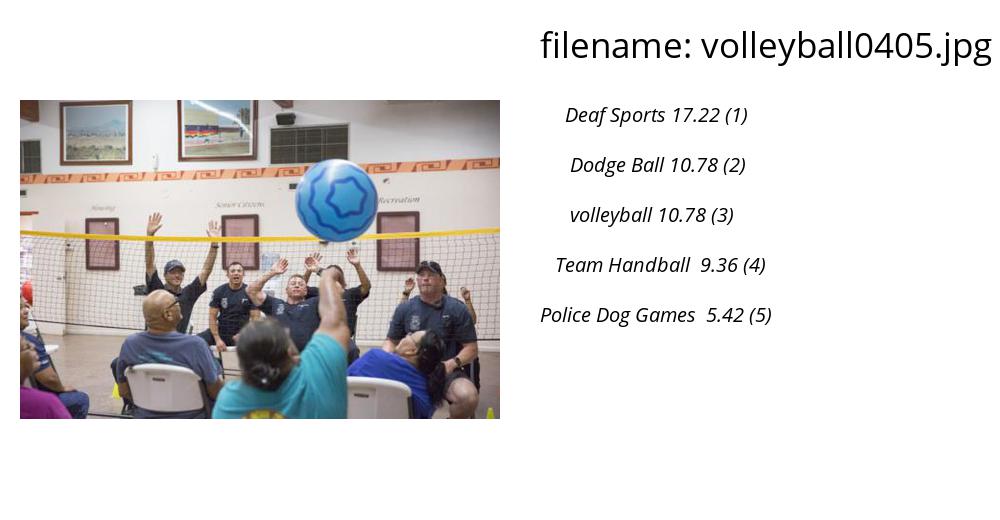 filename: volleyball0405.jpg
Deaf Sports 17.22 (1)
Dodge Ball 10.78 (2)
volleyball 10.78 (3)
Team Handball 9.36 (4)
Police Dog Games 5.42 (5)
Housing
Senior Citizens
Recreation